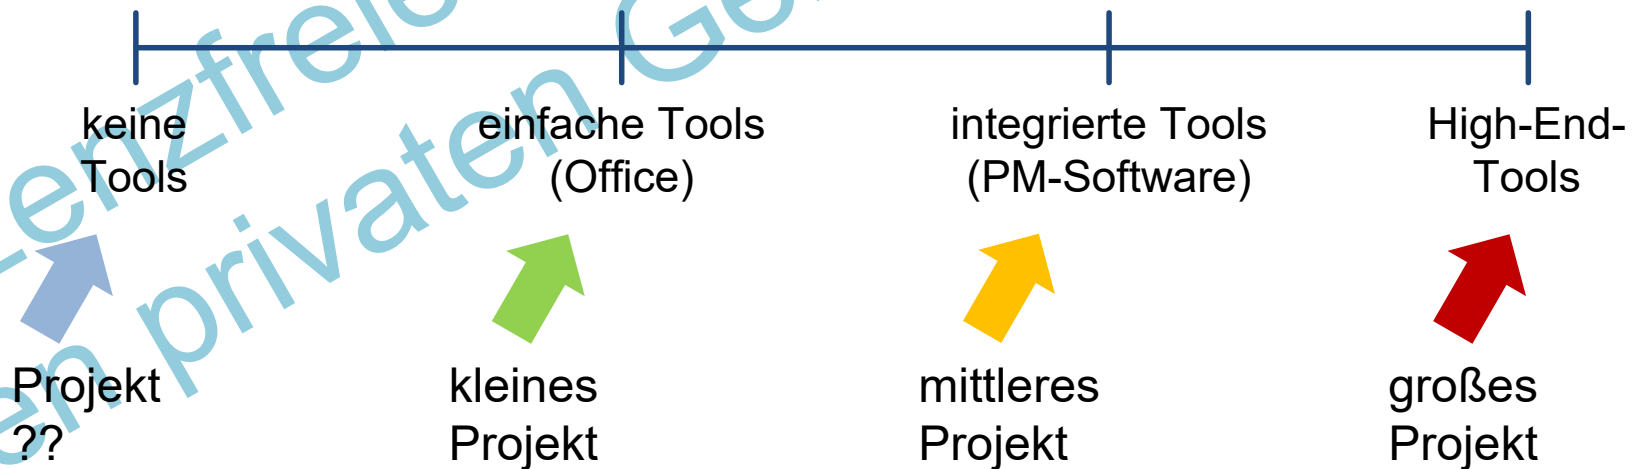 keine
Tools
einfache Tools
(Office)
integrierte Tools
(PM-Software)
High-End-
Tools
Projekt
??
kleines
Projekt
mittleres
Projekt
großes
Projekt
privaten